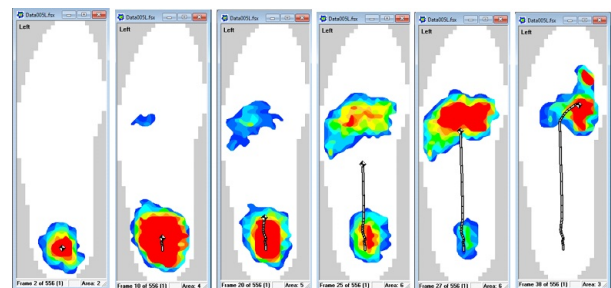 Data005L.fsx
Left
Frame 2 of 556 (1) Area: 2
Data005L.fsx
Left
Frame 10 of 556 (1) Area: 4
Data005L.fsx
Left
Frame 20 of 556 (1) Area: 5
Data005L.fsx
Left
Frame 25 of 556 (1) Area: 6
Data005L.fsx
Left
Frame 27 of 556 (1) Area: 6
Data005L.fsx
Left
Frame 30 of 556 (1) Area: 3